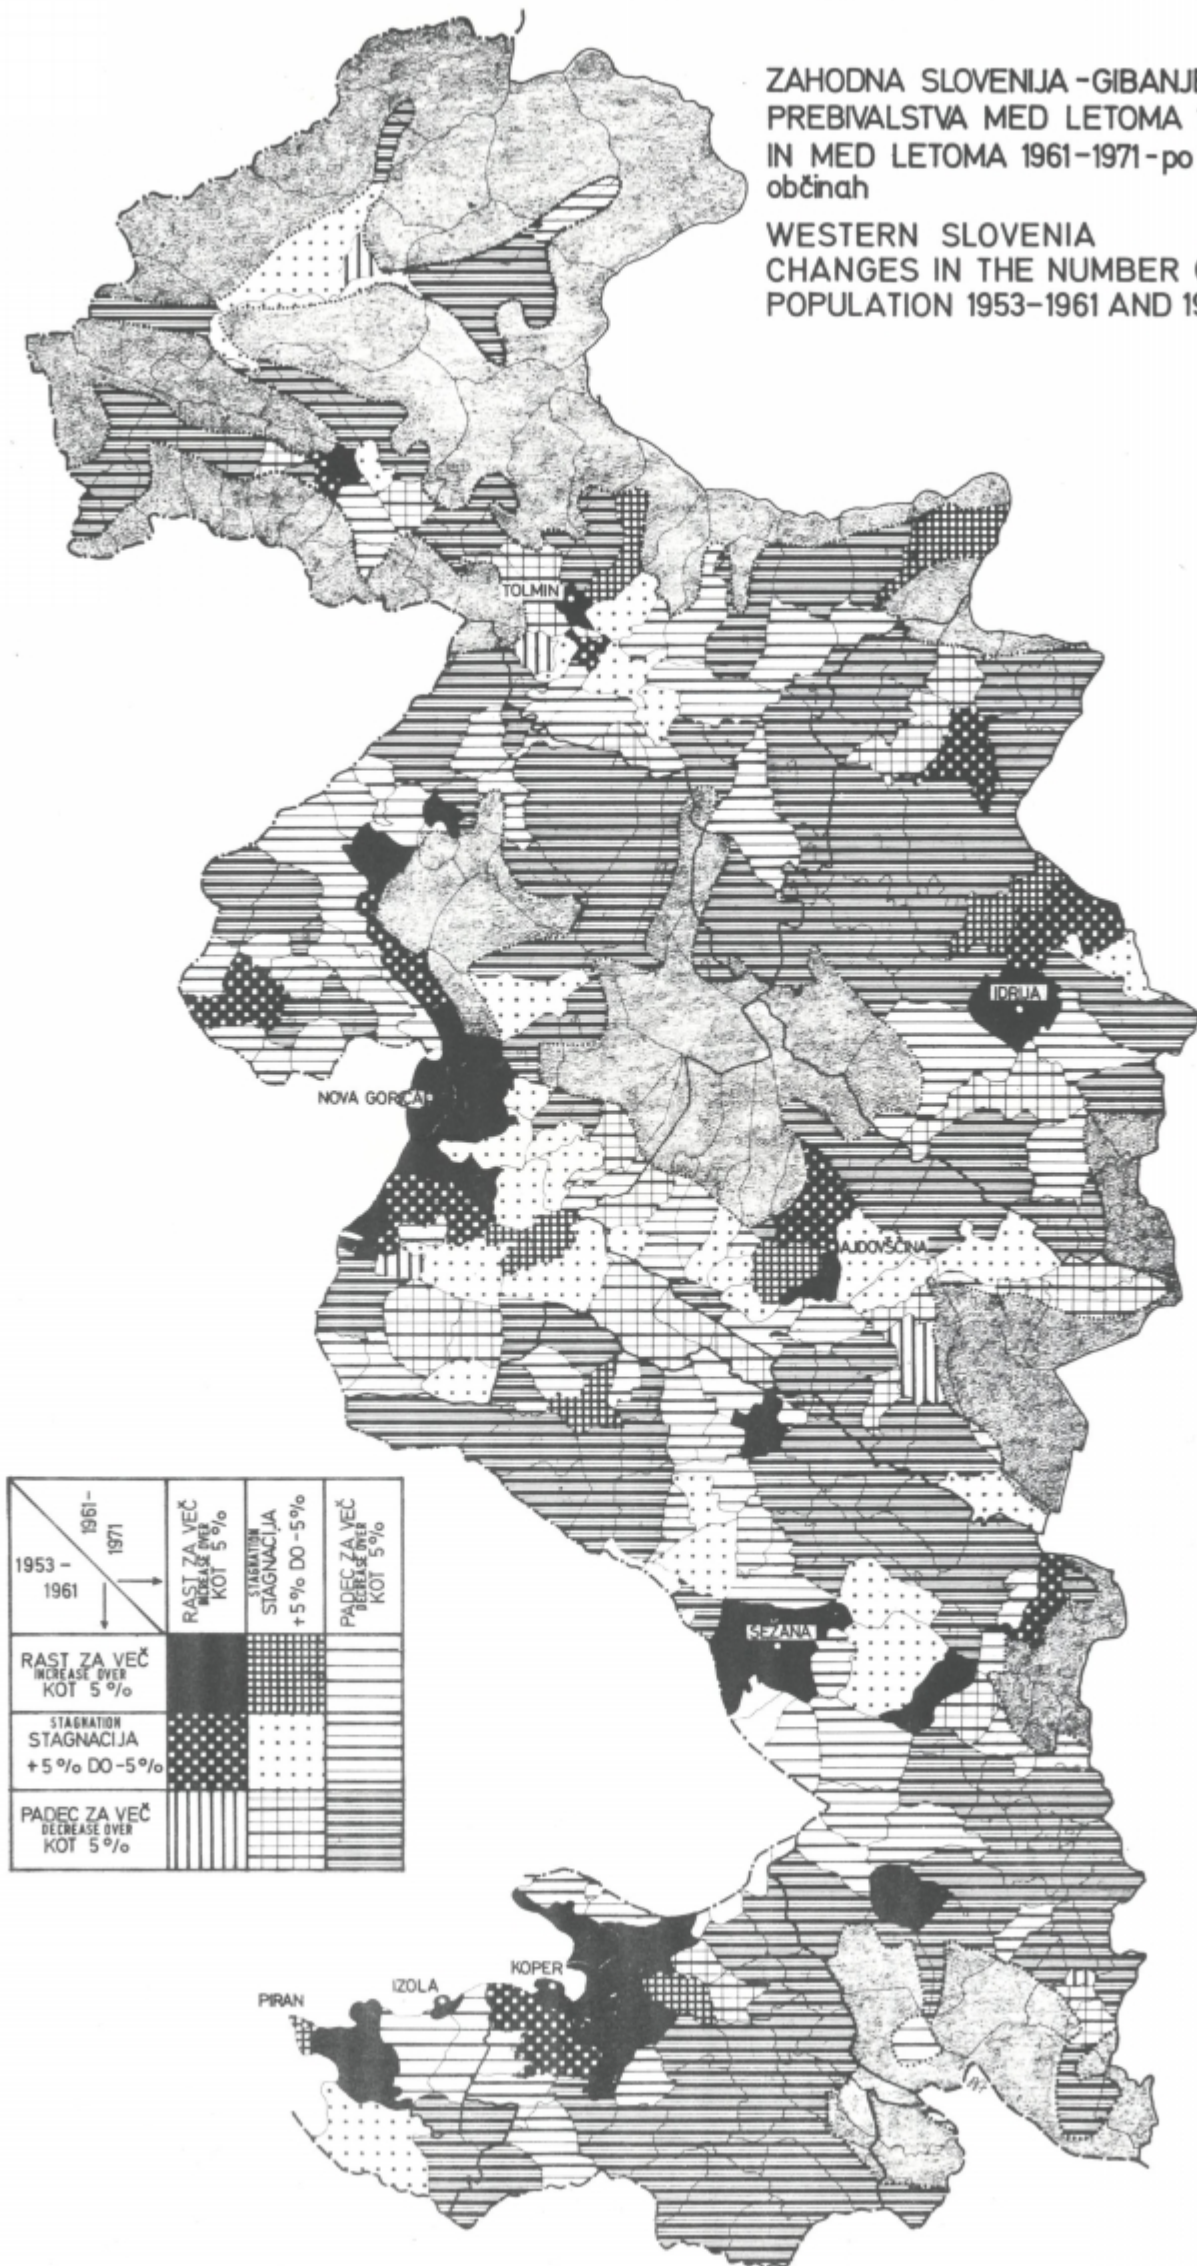 ZAHODNA SLOVENIJA - GIBANJE
PREBIVALSTVA MED LETOMA
IN MED LETOMA 1961-1971 - po
občinah
WESTERN SLOVENIA
CHANGES IN THE NUMBER
POPULATION 1953-1961 AND
TOLMIN
IDRIJA
NOVA GORICA
AJDOVŠČINA
SEŽANA
KOPER
IZOLA
PIRAN
1961-
1971
1953-
1961
RAST ZA VEČ
INCREASE OVER
KOT 5 %
STAGNATION
STAGNACIJA
+5% DO -5%
PADEC ZA VEČ
DECREASE OVER
KOT 5%
RAST ZA VEČ
INCREASE OVER
KOT 5 %
STAGNATION
STAGNACIJA
+5% DO -5%
PADEC ZA VEČ
DECREASE OVER
KOT 5%